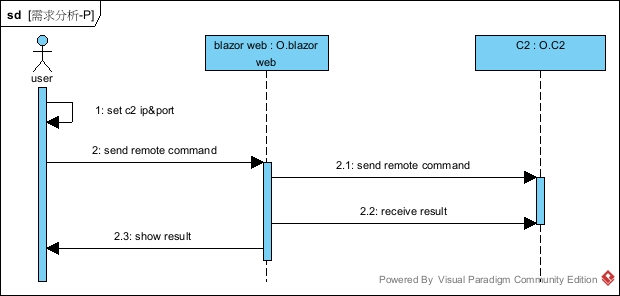 sd [需求分析-P]
blazor web : O.blazor
web
C2 : O.C2
user
1: set c2 ip&port
2: send remote command
2.1: send remote command
2.2: receive result
2.3: show result
Powered By Visual Paradigm Community Edition